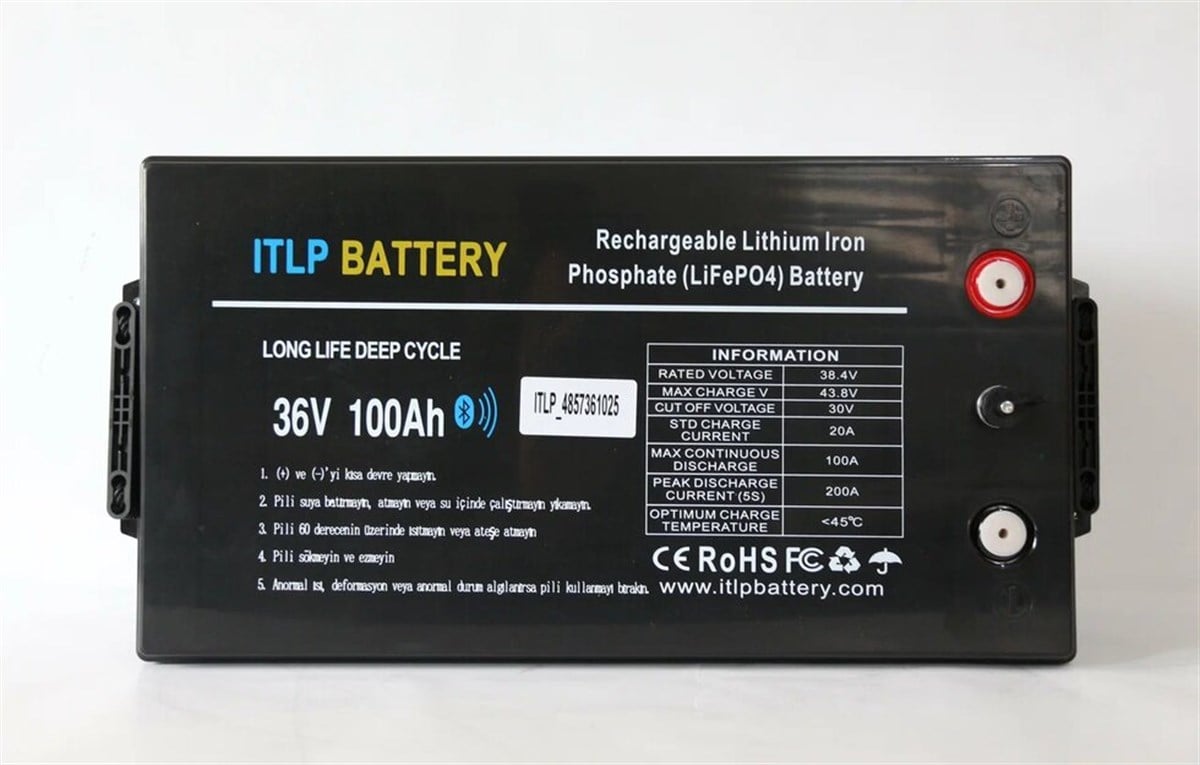 ITLP BATTERY
Rechargeable Lithium Iron
Phosphate (LiFePO4) Battery
LONG LIFE DEEP CYCLE
36V 100Ah
ITLP_4857361025
1. (+) ve (-)'yi kısa devre yapmayın.
2. Pili suya batırmayın, atmayın veya su içinde çalıştırmayın yıkamayın.
3. Pili 60 derecenin üzerinde ısıtmayın veya ateşe atmayın
4. Pili sökmeyin ve ezmeyin
5. Anormal ısı, deformasyon veya anormal durum algılanırsa pili kullanmayı bırakın.
INFORMATION
RATED VOLTAGE 38.4V
MAX CHARGE V 43.8V
CUT OFF VOLTAGE 30V
STD CHARGE
CURRENT 20A
MAX CONTINUOUS
DISCHARGE 100A
PEAK DISCHARGE
CURRENT (5S) 200A
OPTIMUM CHARGE
TEMPERATURE <45℃
CE RoHS FC
www.itlpbattery.com